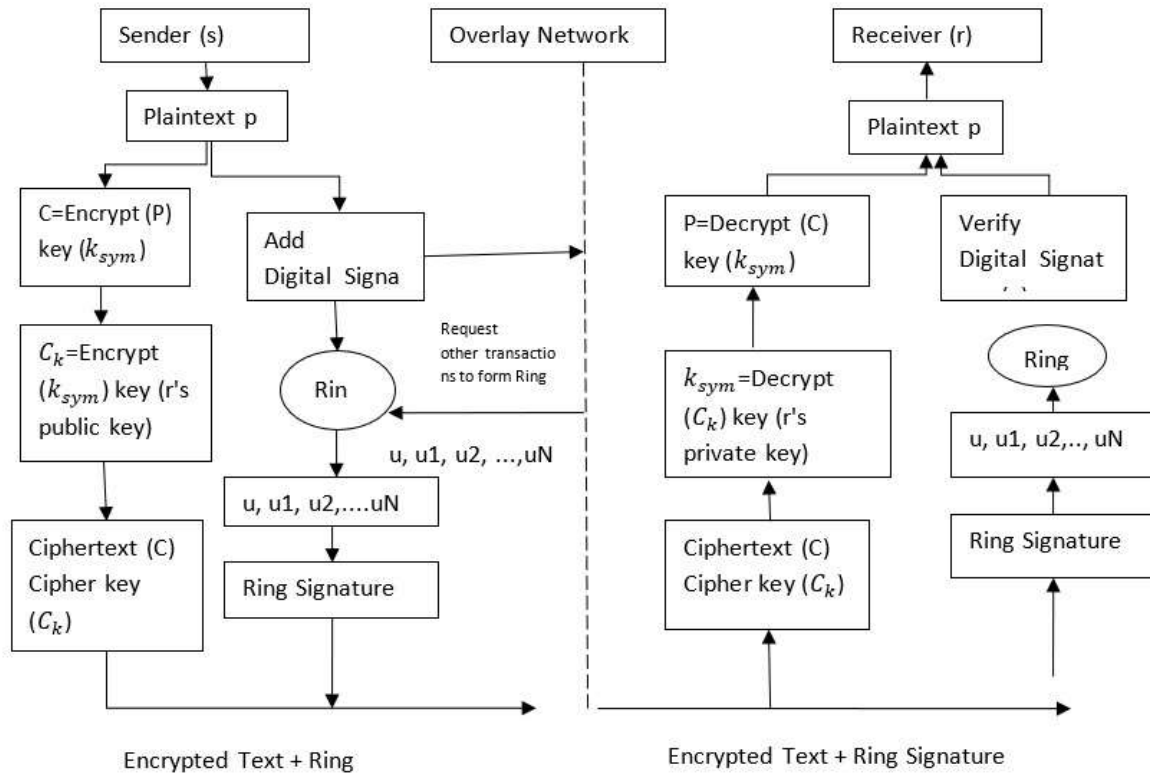 Sender (s)
Overlay Network
Receiver (r)
Plaintext p
Plaintext p
C=Encrypt (P)
key (k_sym)
Add
Digital Signa
P=Decrypt (C)
key (k_sym)
Verify
Digital Signat
Request
other transactio
ns to form Ring
C_k=Encrypt
(k_sym) key (r's
public key)
Rin
k_sym=Decrypt
(C_k) key (r's
private key)
Ring
u, u1, u2, ...,uN
u, u1, u2,....uN
u, u1, u2,.., uN
Ciphertext (C)
Cipher key
(C_k)
Ring Signature
Ciphertext (C)
Cipher key (C_k)
Ring Signature
Encrypted Text + Ring
Encrypted Text + Ring Signature